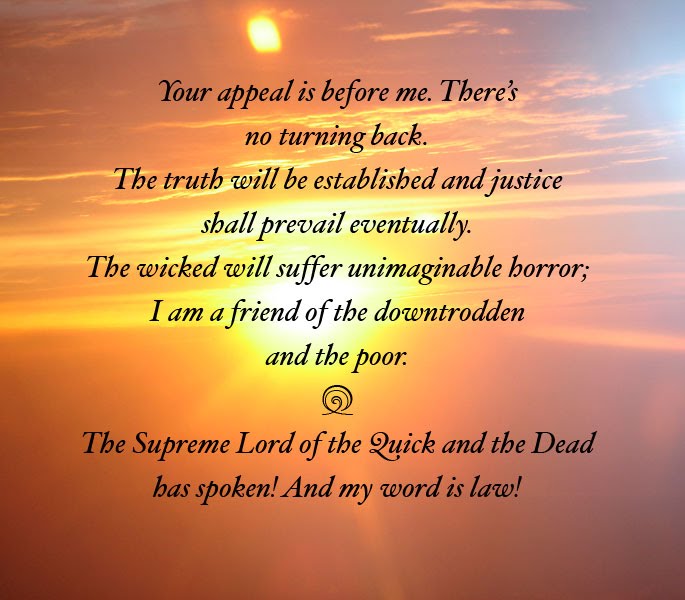 Your appeal is before me. There’s
no turning back.
The truth will be established and justice
shall prevail eventually.
The wicked will suffer unimaginable horror;
I am a friend of the downtrodden
and the poor.
The Supreme Lord of the Quick and the Dead
has spoken! And my word is law!